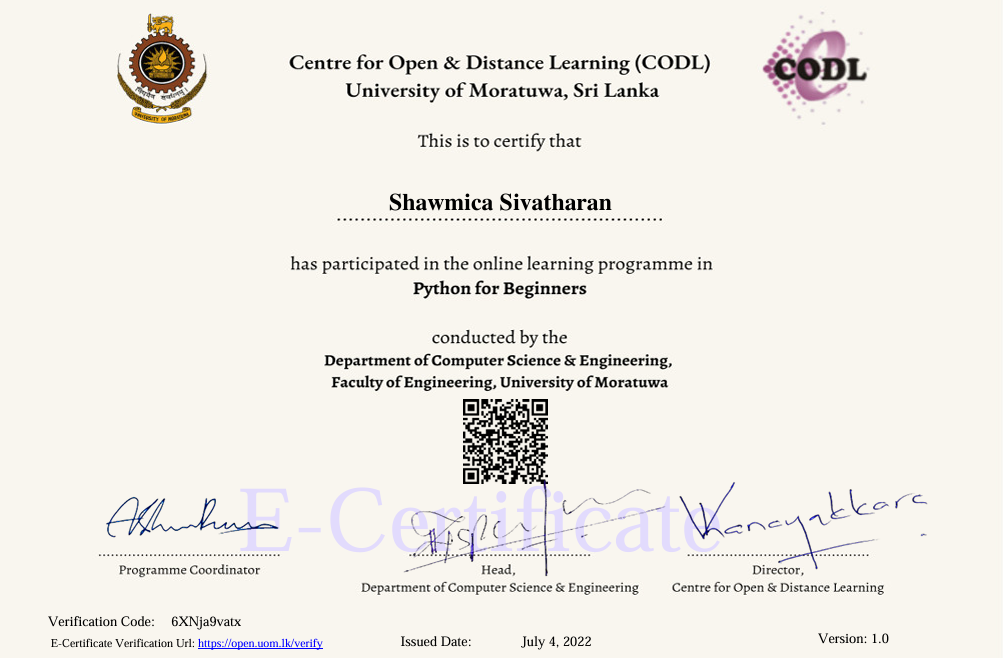 Centre for Open & Distance Learning (CODL)
University of Moratuwa, Sri Lanka
CODL
UNIVERSITY OF MORATUWA
This is to certify that
Shawmica Sivatharan
has participated in the online learning programme in
Python for Beginners
conducted by the
Department of Computer Science & Engineering,
Faculty of Engineering, University of Moratuwa
E-Certificate
Programme Coordinator
Head,
Department of Computer Science & Engineering
Director,
Centre for Open & Distance Learning
Verification Code: 6XNja9vatx
E-Certificate Verification Url: https://open.uom.lk/verify
Issued Date: July 4, 2022
Version: 1.0